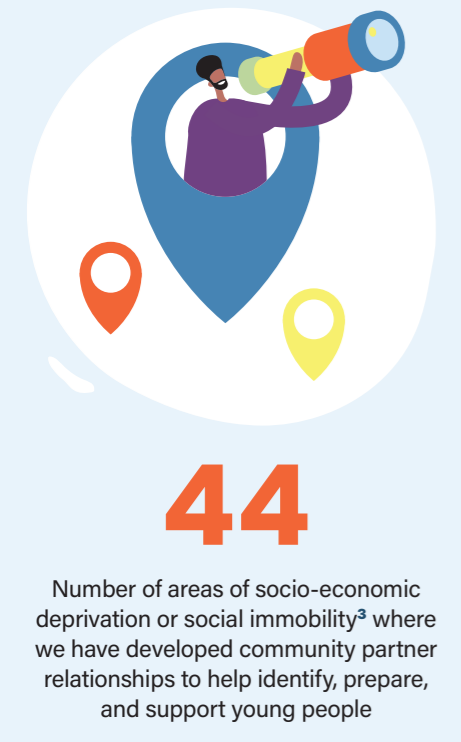 44
Number of areas of socio-economic
deprivation or social immobility³ where
we have developed community partner
relationships to help identify, prepare,
and support young people